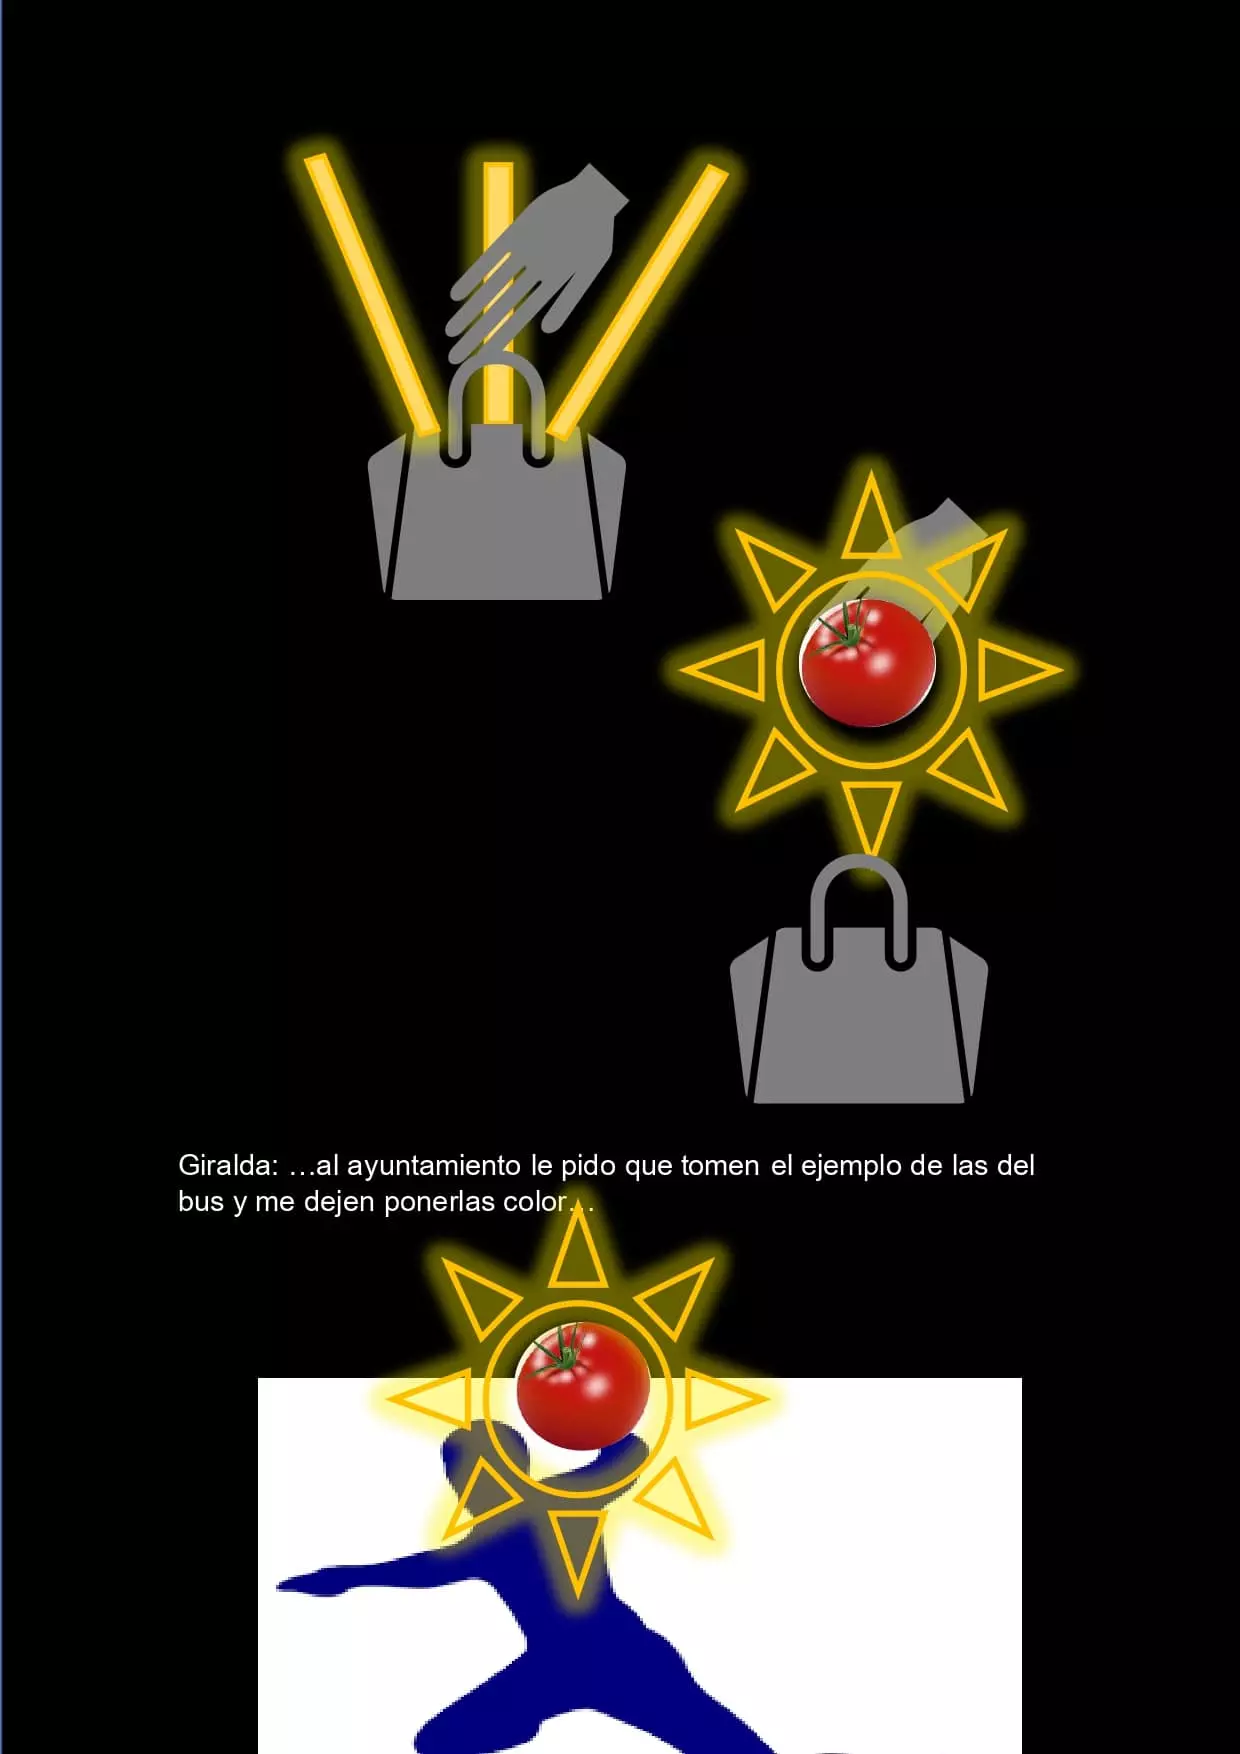 Giralda: …al ayuntamiento le pido que tomen el ejemplo de las del
bus y me dejen ponerlas color…